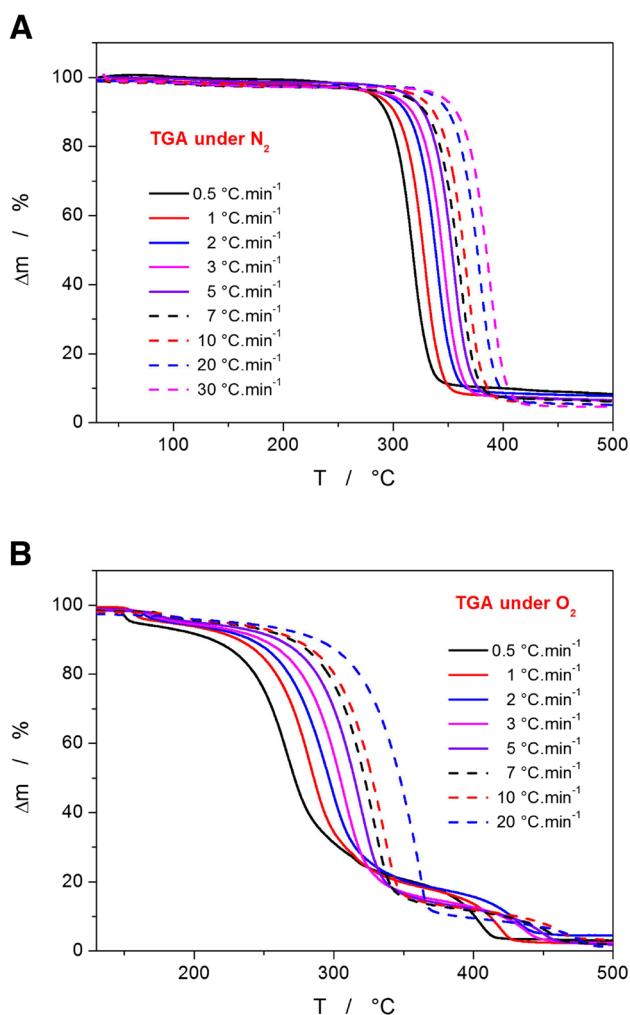 A
100
80
60
40
20
0
Δm / %
TGA under N₂
0.5 °C.min⁻¹
1 °C.min⁻¹
2 °C.min⁻¹
3 °C.min⁻¹
5 °C.min⁻¹
7 °C.min⁻¹
10 °C.min⁻¹
20 °C.min⁻¹
30 °C.min⁻¹
100 200 300 400 500
T / °C
B
100
80
60
40
20
0
Δm / %
TGA under O₂
0.5 °C.min⁻¹
1 °C.min⁻¹
2 °C.min⁻¹
3 °C.min⁻¹
5 °C.min⁻¹
7 °C.min⁻¹
10 °C.min⁻¹
20 °C.min⁻¹
200 300 400 500
T / °C